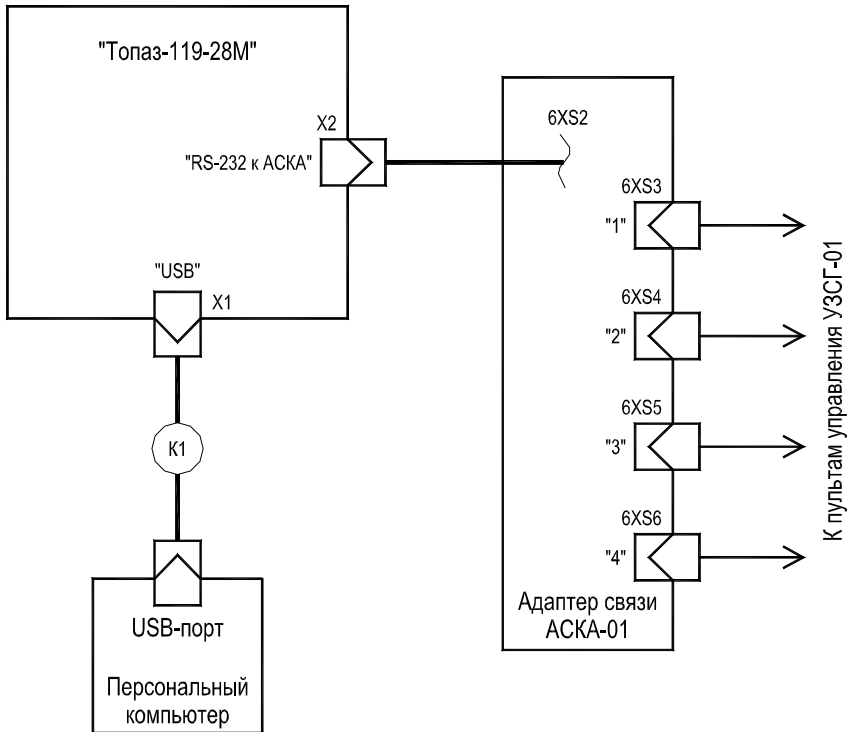 "Топаз-119-28М"
X2
"RS-232 к АСКА"
"USB"
X1
К1
USB-порт
Персональный
компьютер
6XS2
6XS3
"1"
6XS4
"2"
6XS5
"3"
6XS6
"4"
Адаптер связи
АСКА-01
К пультам управления УЗСГ-01